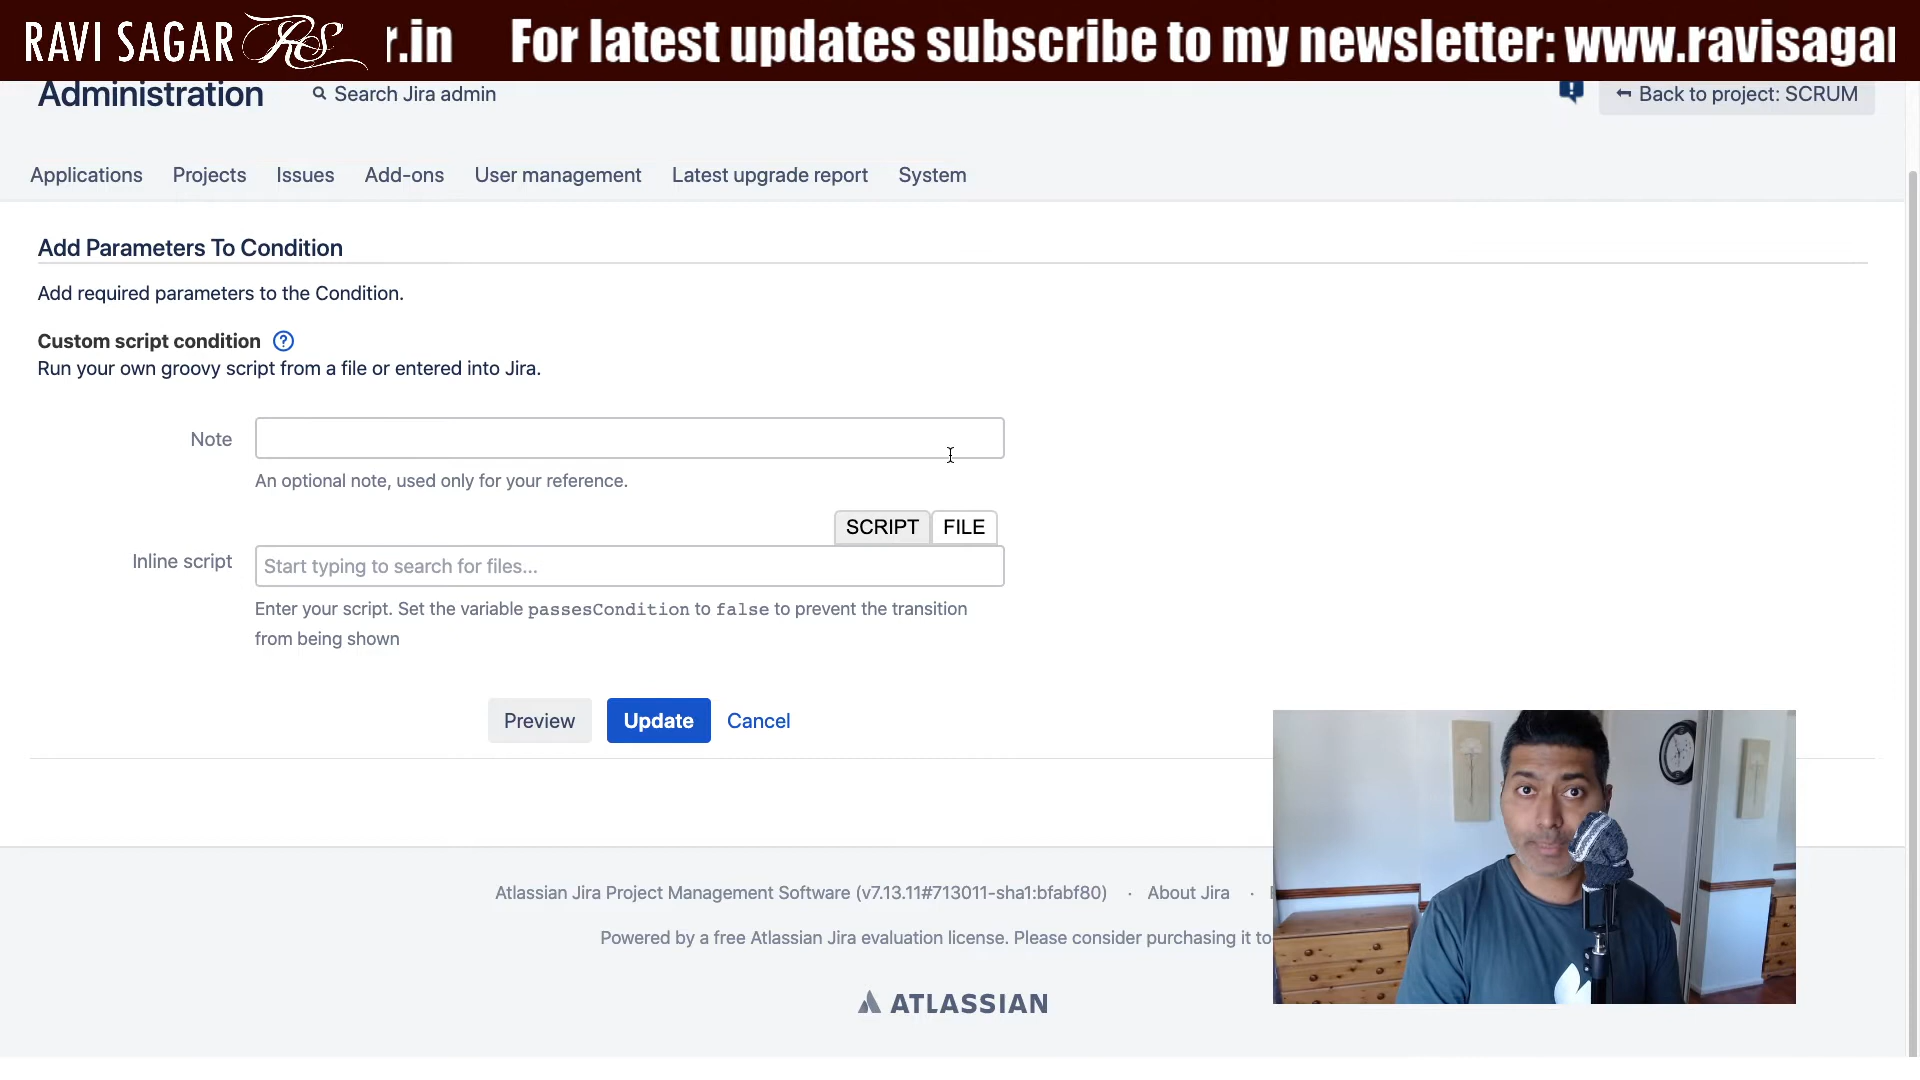 RAVI SAGAR RS r.in For latest updates subscribe to my newsletter: www.ravisagar
Administration Search Jira admin Back to project: SCRUM
Applications Projects Issues Add-ons User management Latest upgrade report System
Add Parameters To Condition
Add required parameters to the Condition.
Custom script condition ?
Run your own groovy script from a file or entered into Jira.
Note
An optional note, used only for your reference.
SCRIPT FILE
Inline script Start typing to search for files...
Enter your script. Set the variable passesCondition to false to prevent the transition
from being shown
Preview Update Cancel
Atlassian Jira Project Management Software (v7.13.11#713011-sha1:bfabf80) · About Jira ·
Powered by a free Atlassian Jira evaluation license. Please consider purchasing it to
ATLASSIAN